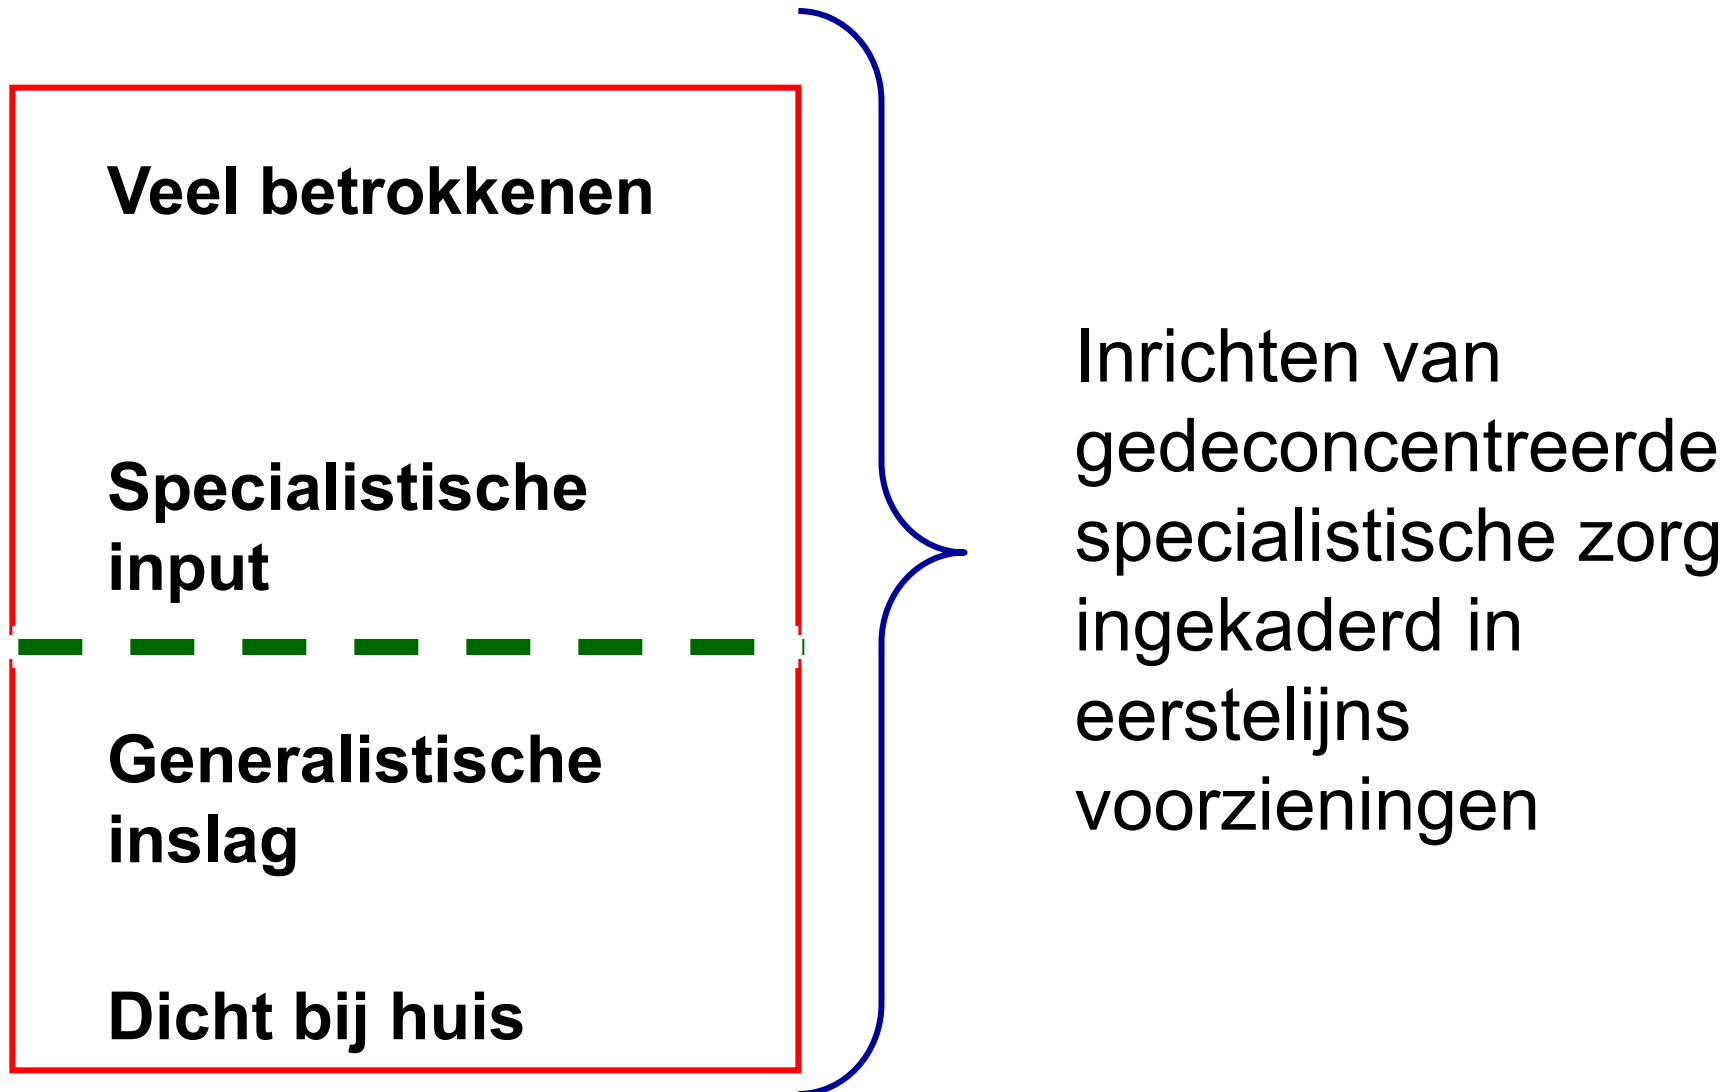 Veel betrokkenen
Specialistische
input
Generalistische
inslag
Dicht bij huis
Inrichten van
gedeconcentreerde
specialistische zorg
ingekaderd in
eerstelijns
voorzieningen